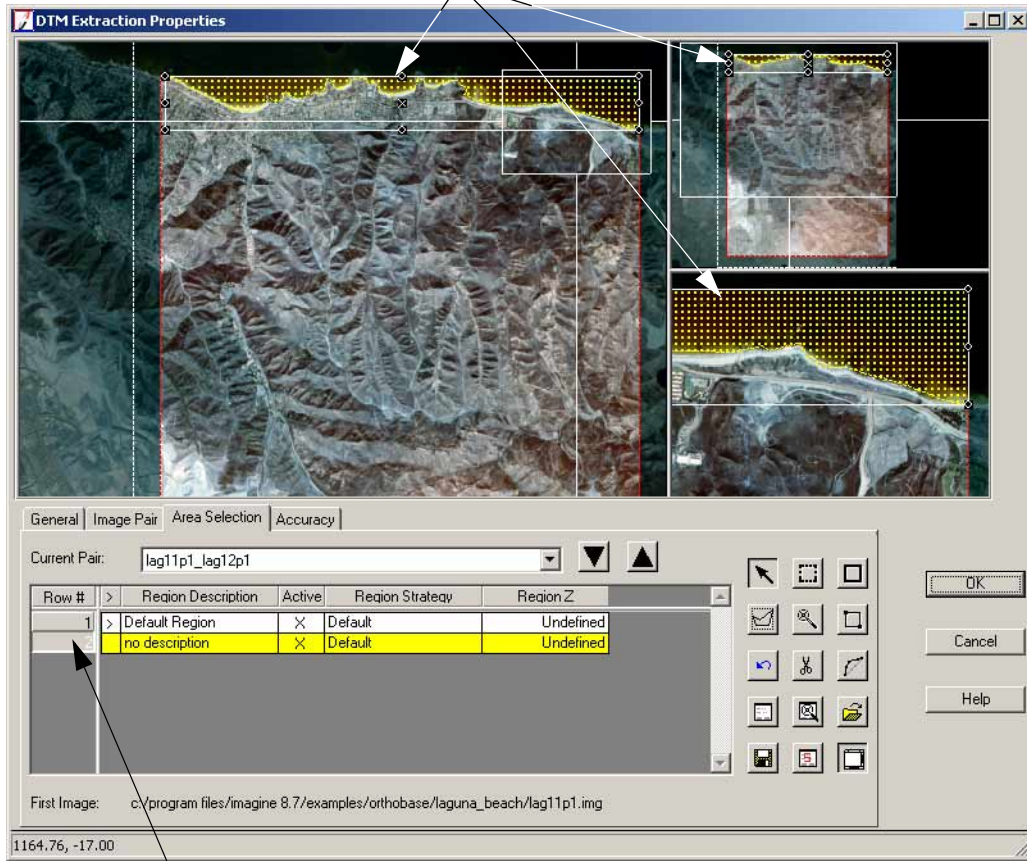 DTM Extraction Properties
General Image Pair Area Selection Accuracy
Current Pair: lag11p1_lag12p1
Row # > Region Description Active Region Strategy Region Z
1 > Default Region X Default Undefined
2 no description X Default Undefined
OK
Cancel
Help
First Image: c:/program files/imagine 8.7/examples/orthobase/laguna_beach/lag11p1.img
1164.76, -17.00